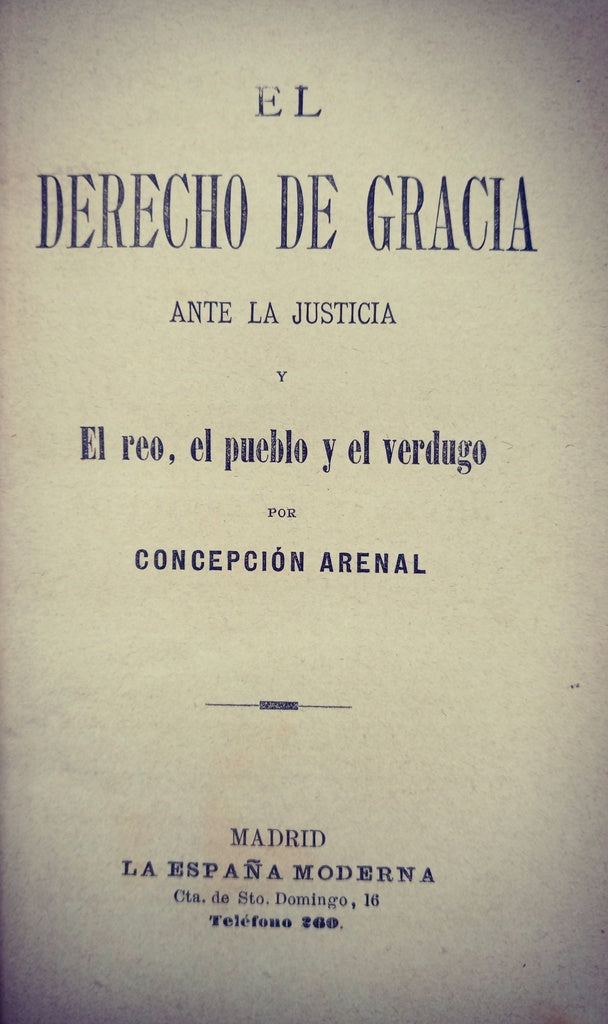 EL
DERECHO DE GRACIA
ANTE LA JUSTICIA
Y
El reo, el pueblo y el verdugo
POR
CONCEPCIÓN ARENAL
MADRID
LA ESPAÑA MODERNA
Cta. de Sto. Domingo, 16
Teléfono 260.